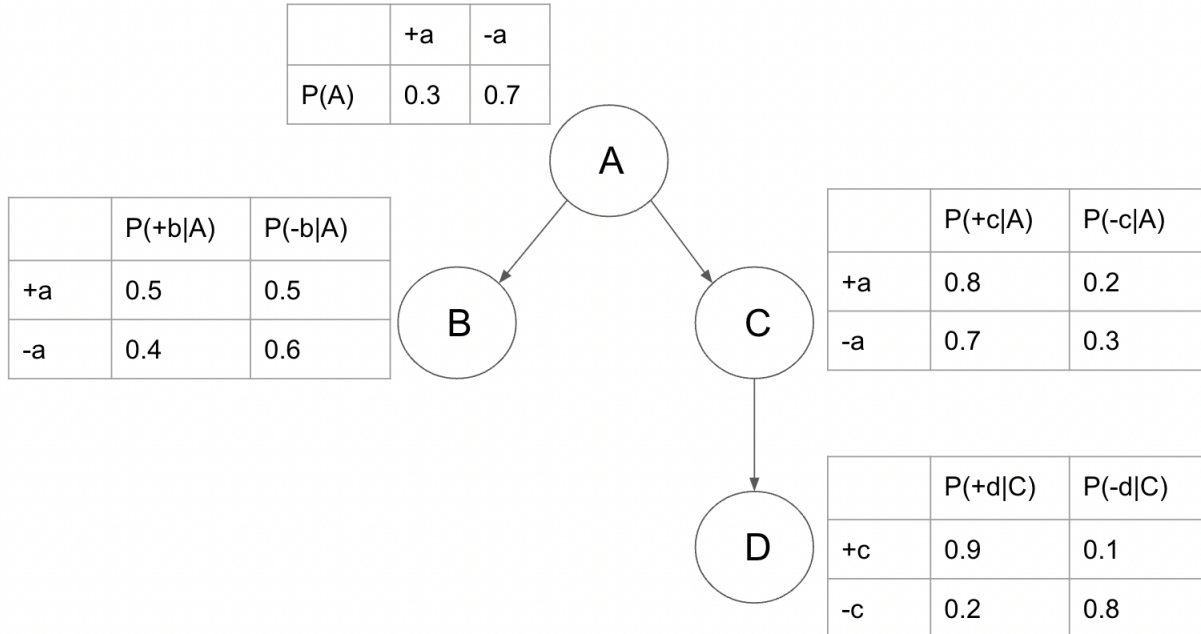 +a -a
P(A) 0.3 0.7
A
P(+b|A) P(-b|A)
+a 0.5 0.5
-a 0.4 0.6
B
C
P(+c|A) P(-c|A)
+a 0.8 0.2
-a 0.7 0.3
D
P(+d|C) P(-d|C)
+c 0.9 0.1
-c 0.2 0.8